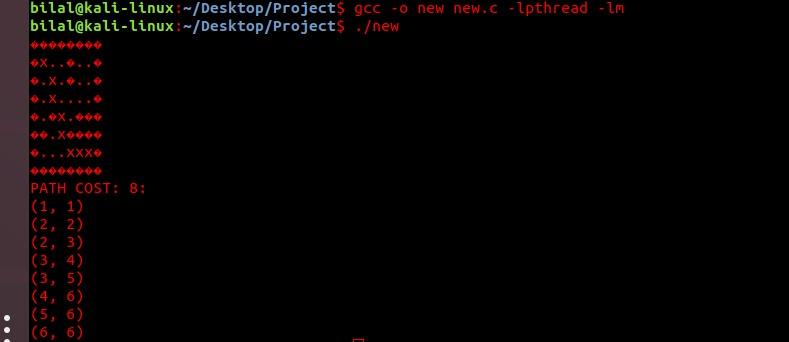 bilal@kali-linux:~/Desktop/Project$ gcc -o new new.c -lpthread -lm
bilal@kali-linux:~/Desktop/Project$ ./new
��������
�x..�..�
�.x.�..�
�.x....�
�.�x.���
��.x����
�...xxx�
��������
PATH COST: 8:
(1, 1)
(2, 2)
(2, 3)
(3, 4)
(3, 5)
(4, 6)
(5, 6)
(6, 6)